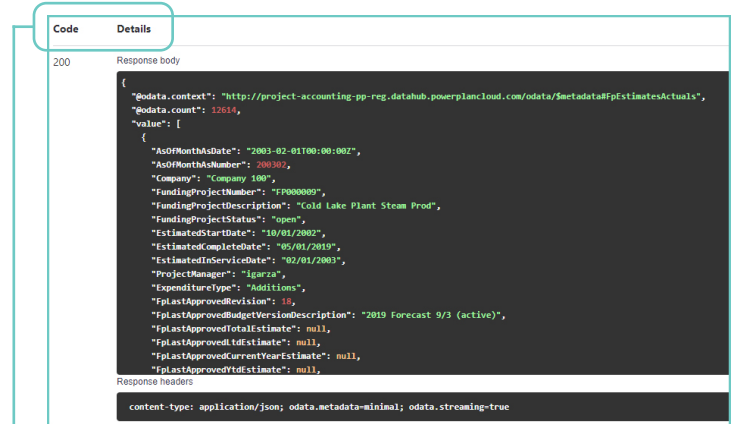 Code Details
200 Response body
{
"@odata.context": "http://project-accounting-pp-reg.datahub.powerplancloud.com/odata/$metadata#FpEstimatesActuals",
"@odata.count": 12614,
"value": [
{
"AsOfMonthAsDate": "2003-02-01T00:00:00Z",
"AsOfMonthAsNumber": 200302,
"Company": "Company 100",
"FundingProjectNumber": "FP000009",
"FundingProjectDescription": "Cold Lake Plant Steam Prod",
"FundingProjectStatus": "open",
"EstimatedStartDate": "10/01/2002",
"EstimatedCompleteDate": "05/01/2019",
"EstimatedInServiceDate": "02/01/2003",
"ProjectManager": "igarza",
"ExpenditureType": "Additions",
"FpLastApprovedRevision": 18,
"FpLastApprovedBudgetVersionDescription": "2019 Forecast 9/3 (active)",
"FpLastApprovedTotalEstimate": null,
"FpLastApprovedLtdEstimate": null,
"FpLastApprovedCurrentYearEstimate": null,
"FpLastApprovedYtdEstimate": null,
Response headers
content-type: application/json; odata.metadata=minimal; odata.streaming=true